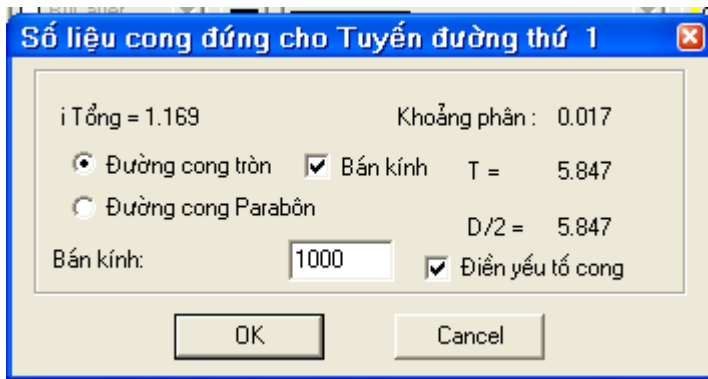 Số liệu cong đứng cho Tuyến đường thứ 1
i Tổng = 1.169 Khoảng phân : 0.017
Đường cong tròn Bán kính T = 5.847
Đường cong Parabôn
D/2 = 5.847
Bán kính: 1000 Điền yếu tố cong
OK Cancel